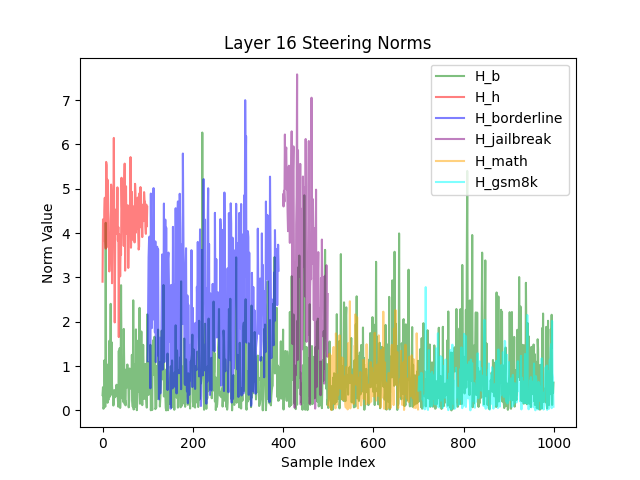 Layer 16 Steering Norms
H_b
H_h
H_borderline
H_jailbreak
H_math
H_gsm8k
7
6
5
4
3
2
1
0
Norm Value
0
200
400
600
800
1000
Sample Index